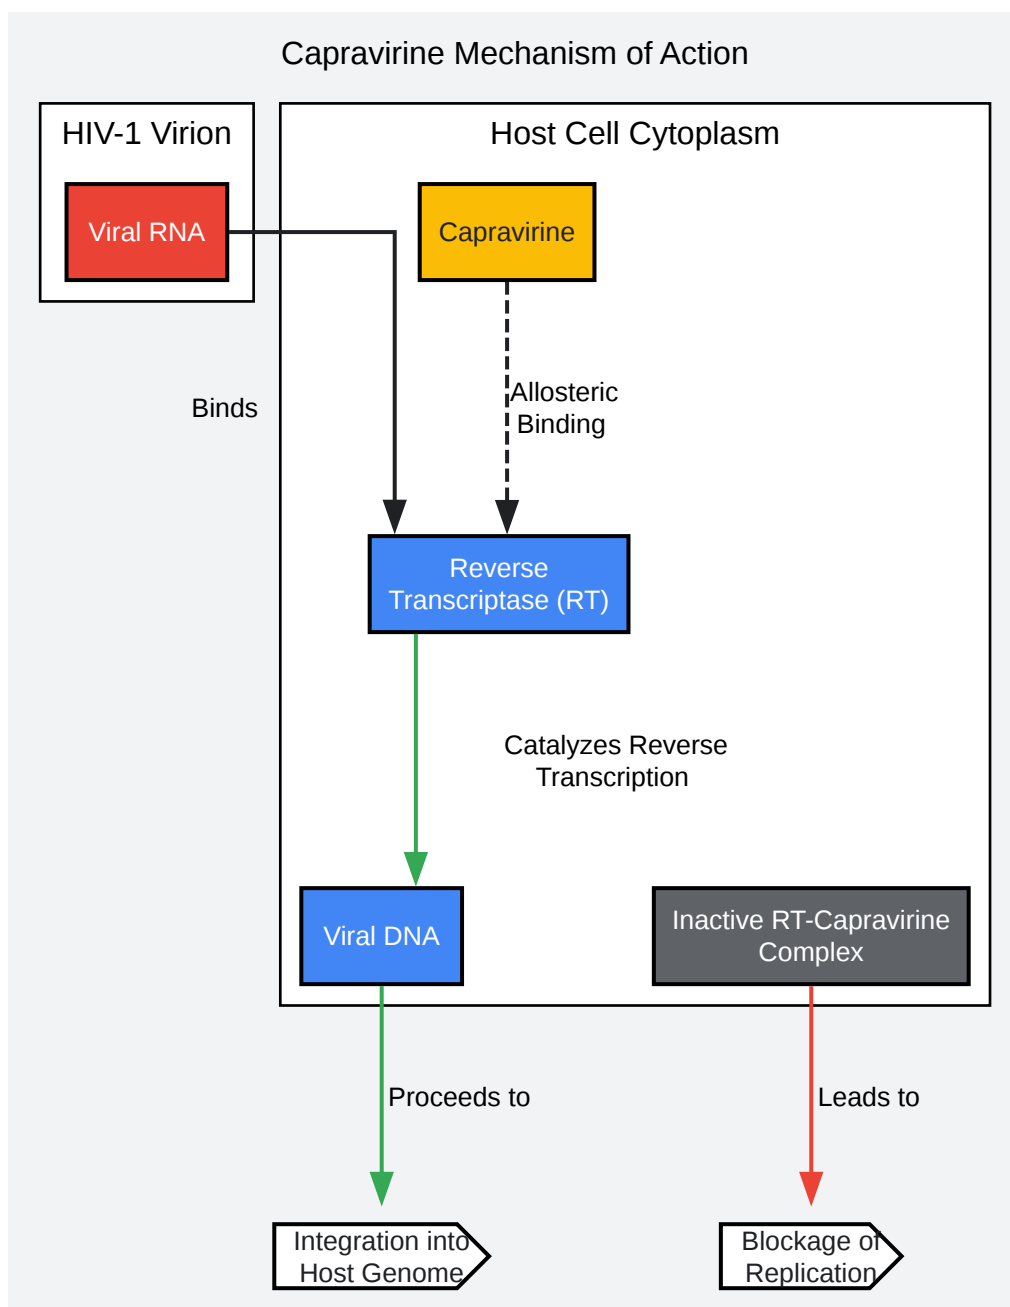 Capravirine Mechanism of Action
HIV-1 Virion
Host Cell Cytoplasm
Viral RNA
Capravirine
Binds
Allosteric
Binding
Reverse
Transcriptase (RT)
Catalyzes Reverse
Transcription
Viral DNA
Inactive RT-Capravirine
Complex
Proceeds to
Leads to
Integration into
Host Genome
Blockage of
Replication